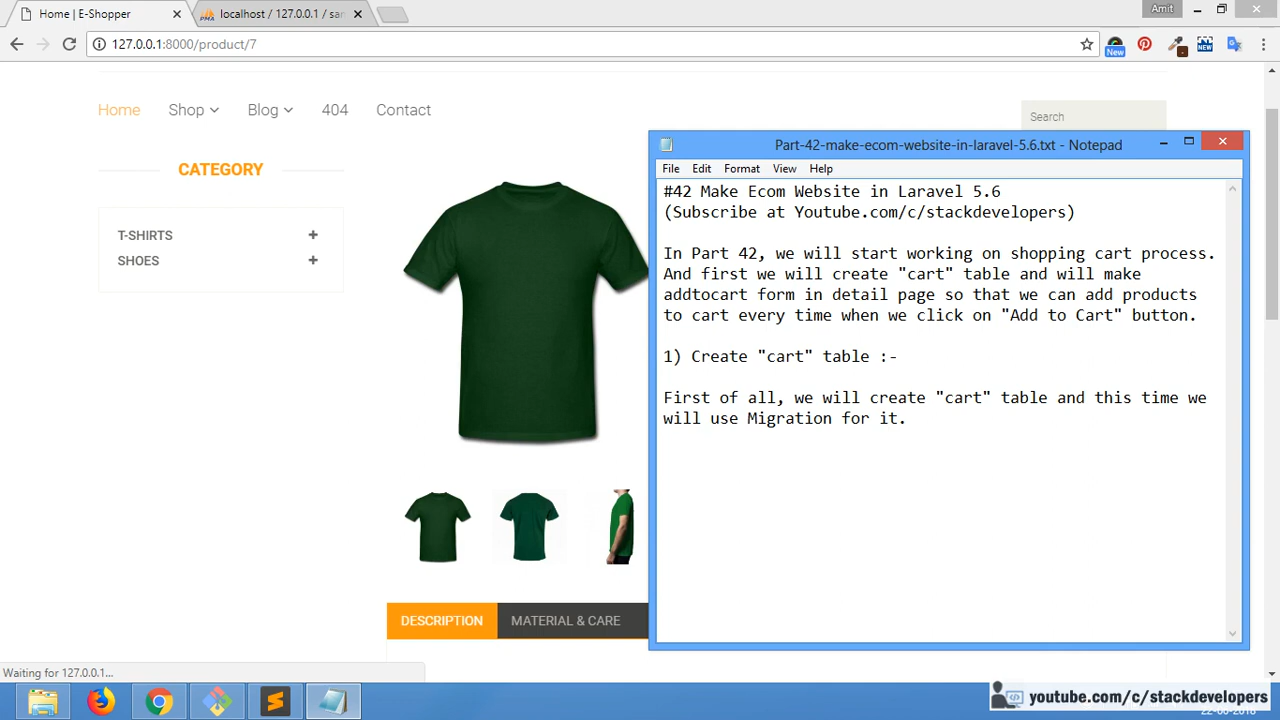 Home | E-Shopper
localhost / 127.0.0.1 / sar
Amit
127.0.0.1:8000/product/7
New
NEW
Home
Shop
Blog
404
Contact
Search
CATEGORY
T-SHIRTS +
SHOES +
DESCRIPTION
MATERIAL & CARE
Part-42-make-ecom-website-in-laravel-5.6.txt - Notepad
File Edit Format View Help
#42 Make Ecom Website in Laravel 5.6
(Subscribe at Youtube.com/c/stackdevelopers)
In Part 42, we will start working on shopping cart process.
And first we will create "cart" table and will make
addtocart form in detail page so that we can add products
to cart every time when we click on "Add to Cart" button.
1) Create "cart" table :-
First of all, we will create "cart" table and this time we
will use Migration for it.
Waiting for 127.0.0.1...
youtube.com/c/stackdevelopers